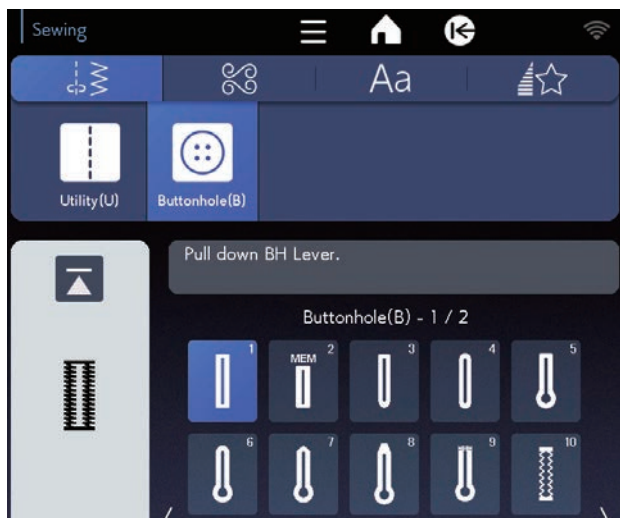 Sewing
Aa
Utility(U)
Buttonhole(B)
Pull down BH Lever.
Buttonhole(B) - 1 / 2
1
MEM 2
3
4
5
6
7
8
9
10